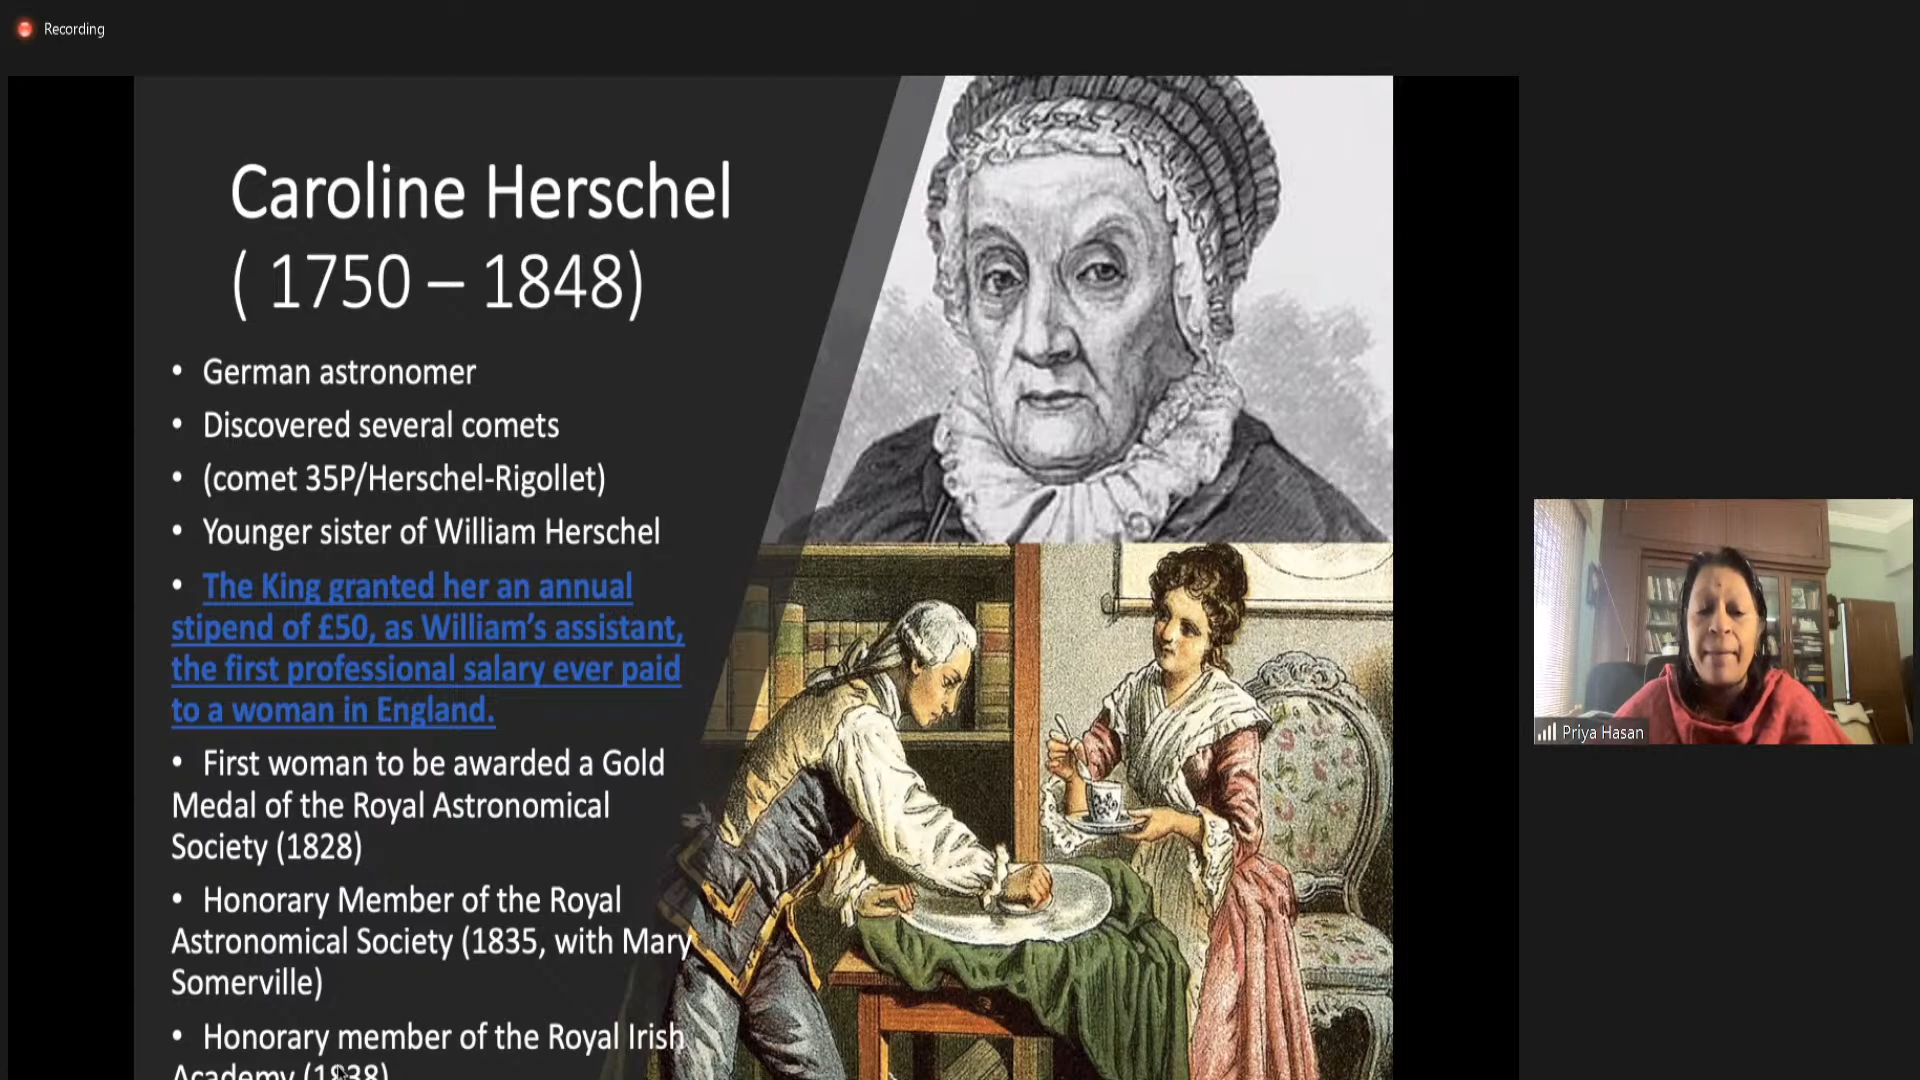 Recording
Caroline Herschel
( 1750 – 1848)
• German astronomer
• Discovered several comets
• (comet 35P/Herschel-Rigollet)
• Younger sister of William Herschel
• The King granted her an annual
stipend of £50, as William’s assistant,
the first professional salary ever paid
to a woman in England.
• First woman to be awarded a Gold
Medal of the Royal Astronomical
Society (1828)
• Honorary Member of the Royal
Astronomical Society (1835, with Mary
Somerville)
• Honorary member of the Royal Irish
Academy (1838)
Priya Hasan